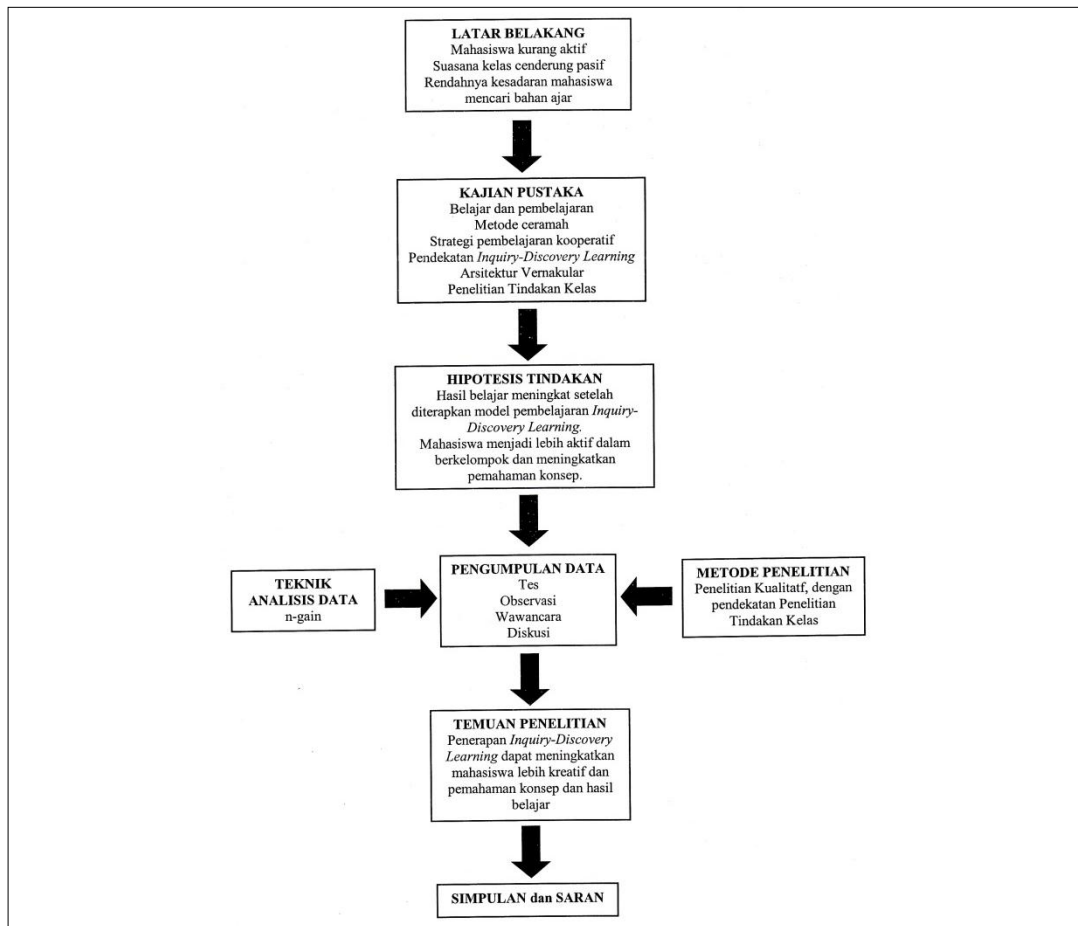 LATAR BELAKANG
Mahasiswa kurang aktif
Suasana kelas cenderung pasif
Rendahnya kesadaran mahasiswa
mencari bahan ajar
KAJIAN PUSTAKA
Belajar dan pembelajaran
Metode ceramah
Strategi pembelajaran kooperatif
Pendekatan Inquiry-Discovery Learning
Arsitektur Vernakular
Penelitian Tindakan Kelas
HIPOTESIS TINDAKAN
Hasil belajar meningkat setelah
diterapkan model pembelajaran Inquiry-
Discovery Learning.
Mahasiswa menjadi lebih aktif dalam
berkelompok dan meningkatkan
pemahaman konsep.
TEKNIK
ANALISIS DATA
n-gain
PENGUMPULAN DATA
Tes
Observasi
Wawancara
Diskusi
METODE PENELITIAN
Penelitian Kualitatf, dengan
pendekatan Penelitian
Tindakan Kelas
TEMUAN PENELITIAN
Penerapan Inquiry-Discovery
Learning dapat meningkatkan
mahasiswa lebih kreatif dan
pemahaman konsep dan hasil
belajar
SIMPULAN dan SARAN